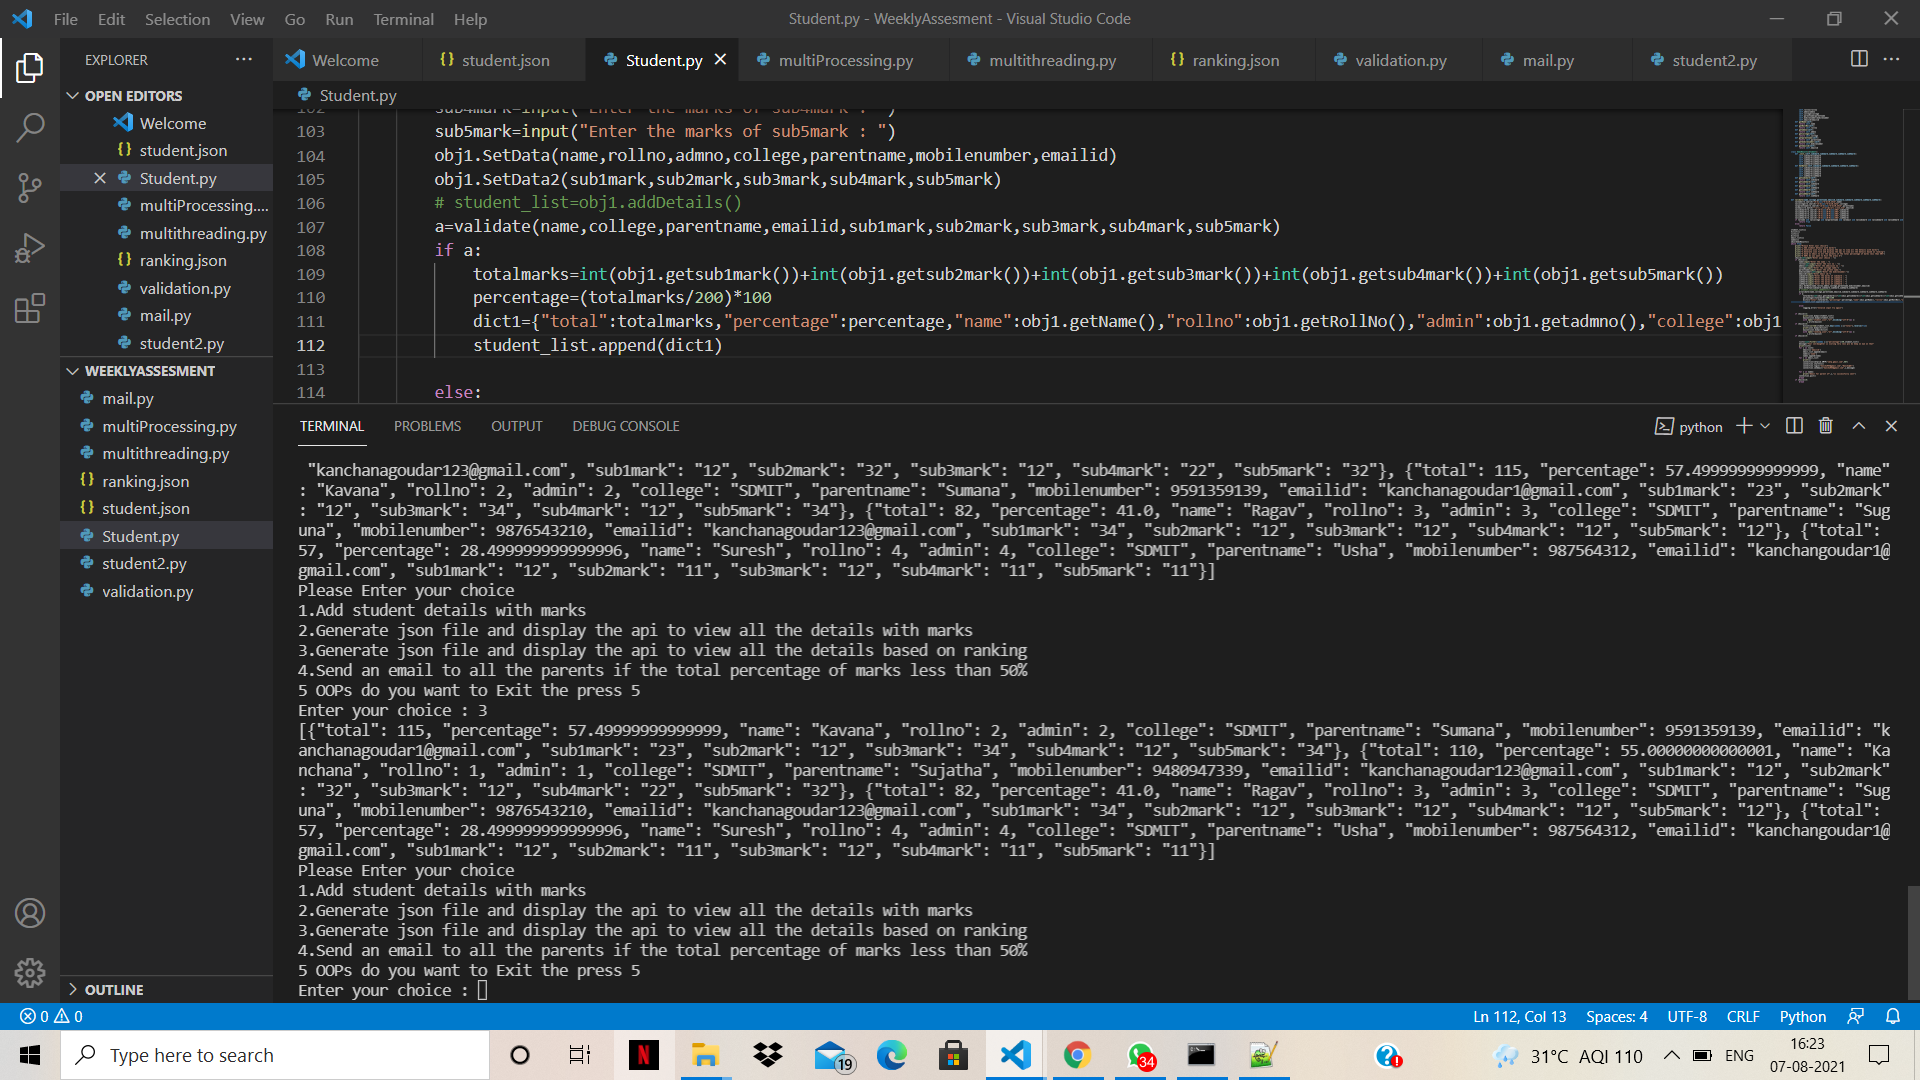 File Edit Selection View Go Run Terminal Help
Student.py - WeeklyAssesment - Visual Studio Code
EXPLORER
Welcome
student.json
Student.py
multiProcessing.py
multithreading.py
ranking.json
validation.py
mail.py
student2.py
OPEN EDITORS
Welcome
student.json
Student.py
multiProcessing....
multithreading.py
ranking.json
validation.py
mail.py
student2.py
WEEKLYASSESMENT
mail.py
multiProcessing.py
multithreading.py
ranking.json
student.json
Student.py
student2.py
validation.py
OUTLINE
Student.py
102 sub4mark=input("Enter the marks of sub4mark : ")
103 sub5mark=input("Enter the marks of sub5mark : ")
104 obj1.SetData(name,rollno,admno,college,parentname,mobilenumber,emailid)
105 obj1.SetData2(sub1mark,sub2mark,sub3mark,sub4mark,sub5mark)
106 # student_list=obj1.addDetails()
107 a=validate(name,college,parentname,emailid,sub1mark,sub2mark,sub3mark,sub4mark,sub5mark)
108 if a:
109 totalmarks=int(obj1.getsub1mark())+int(obj1.getsub2mark())+int(obj1.getsub3mark())+int(obj1.getsub4mark())+int(obj1.getsub5mark())
110 percentage=(totalmarks/200)*100
111 dict1={"total":totalmarks,"percentage":percentage,"name":obj1.getName(),"rollno":obj1.getRollNo(),"admin":obj1.getadmno(),"college":obj1
112 student_list.append(dict1)
113
114 else:
TERMINAL PROBLEMS OUTPUT DEBUG CONSOLE
python
"kanchanagoudar123@gmail.com", "sub1mark": "12", "sub2mark": "32", "sub3mark": "12", "sub4mark": "22", "sub5mark": "32"}, {"total": 115, "percentage": 57.49999999999999, "name"
: "Kavana", "rollno": 2, "admin": 2, "college": "SDMIT", "parentname": "Sumana", "mobilenumber": 9591359139, "emailid": "kanchanagoudar1@gmail.com", "sub1mark": "23", "sub2mark"
: "12", "sub3mark": "34", "sub4mark": "12", "sub5mark": "34"}, {"total": 82, "percentage": 41.0, "name": "Ragav", "rollno": 3, "admin": 3, "college": "SDMIT", "parentname": "Sug
una", "mobilenumber": 9876543210, "emailid": "kanchanagoudar123@gmail.com", "sub1mark": "34", "sub2mark": "12", "sub3mark": "12", "sub4mark": "12", "sub5mark": "12"}, {"total":
57, "percentage": 28.499999999999996, "name": "Suresh", "rollno": 4, "admin": 4, "college": "SDMIT", "parentname": "Usha", "mobilenumber": 987564312, "emailid": "kanchangoudar1@
gmail.com", "sub1mark": "12", "sub2mark": "11", "sub3mark": "12", "sub4mark": "11", "sub5mark": "11"}]
Please Enter your choice
1.Add student details with marks
2.Generate json file and display the api to view all the details with marks
3.Generate json file and display the api to view all the details based on ranking
4.Send an email to all the parents if the total percentage of marks less than 50%
5 OOPs do you want to Exit the press 5
Enter your choice : 3
[{"total": 115, "percentage": 57.49999999999999, "name": "Kavana", "rollno": 2, "admin": 2, "college": "SDMIT", "parentname": "Sumana", "mobilenumber": 9591359139, "emailid": "k
anchanagoudar1@gmail.com", "sub1mark": "23", "sub2mark": "12", "sub3mark": "34", "sub4mark": "12", "sub5mark": "34"}, {"total": 110, "percentage": 55.00000000000001, "name": "Ka
nchana", "rollno": 1, "admin": 1, "college": "SDMIT", "parentname": "Sujatha", "mobilenumber": 9480947339, "emailid": "kanchanagoudar123@gmail.com", "sub1mark": "12", "sub2mark"
: "32", "sub3mark": "12", "sub4mark": "22", "sub5mark": "32"}, {"total": 82, "percentage": 41.0, "name": "Ragav", "rollno": 3, "admin": 3, "college": "SDMIT", "parentname": "Sug
una", "mobilenumber": 9876543210, "emailid": "kanchanagoudar123@gmail.com", "sub1mark": "34", "sub2mark": "12", "sub3mark": "12", "sub4mark": "12", "sub5mark": "12"}, {"total":
57, "percentage": 28.499999999999996, "name": "Suresh", "rollno": 4, "admin": 4, "college": "SDMIT", "parentname": "Usha", "mobilenumber": 987564312, "emailid": "kanchangoudar1@
gmail.com", "sub1mark": "12", "sub2mark": "11", "sub3mark": "12", "sub4mark": "11", "sub5mark": "11"}]
Please Enter your choice
1.Add student details with marks
2.Generate json file and display the api to view all the details with marks
3.Generate json file and display the api to view all the details based on ranking
4.Send an email to all the parents if the total percentage of marks less than 50%
5 OOPs do you want to Exit the press 5
Enter your choice :
0 0
Ln 112, Col 13 Spaces: 4 UTF-8 CRLF Python
Type here to search
19
34
31°C AQI 110
ENG
16:23
07-08-2021